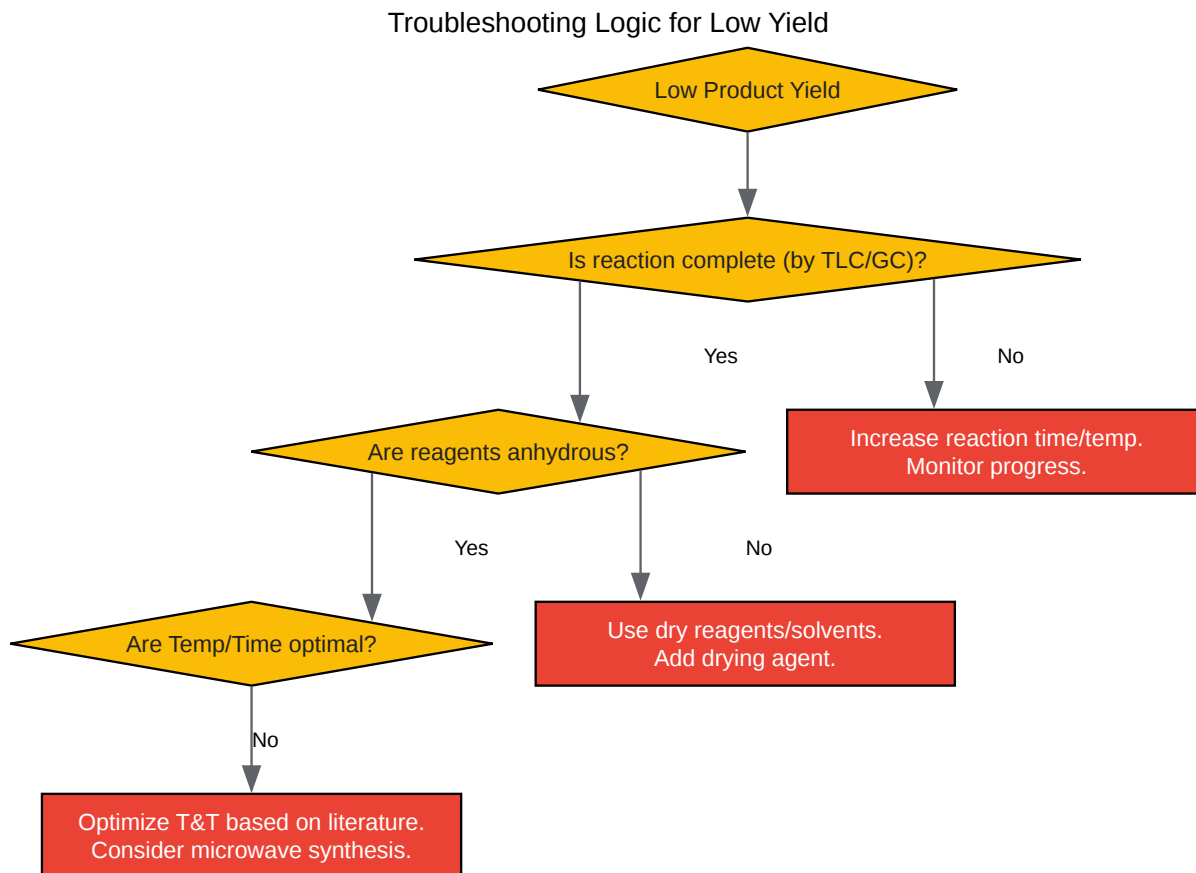 Troubleshooting Logic for Low Yield
Low Product Yield
Is reaction complete (by TLC/GC)?
Yes
No
Increase reaction time/temp.
Monitor progress.
Are reagents anhydrous?
Yes
No
Use dry reagents/solvents.
Add drying agent.
Are Temp/Time optimal?
No
Optimize T&T based on literature.
Consider microwave synthesis.